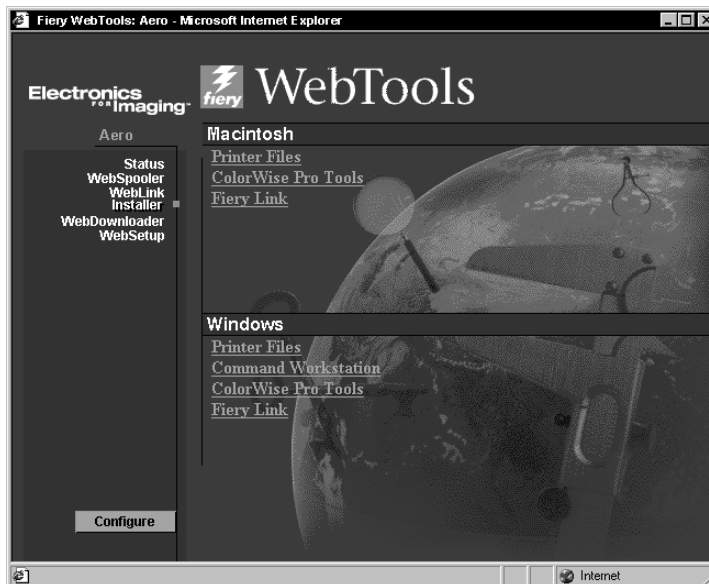 Fiery WebTools: Aero - Microsoft Internet Explorer
Electronics
FOR Imaging™
fiery
WebTools
Aero
Status
WebSpooler
WebLink
Installer
WebDownloader
WebSetup
Configure
Macintosh
Printer Files
ColorWise Pro Tools
Fiery Link
Windows
Printer Files
Command Workstation
ColorWise Pro Tools
Fiery Link
Internet